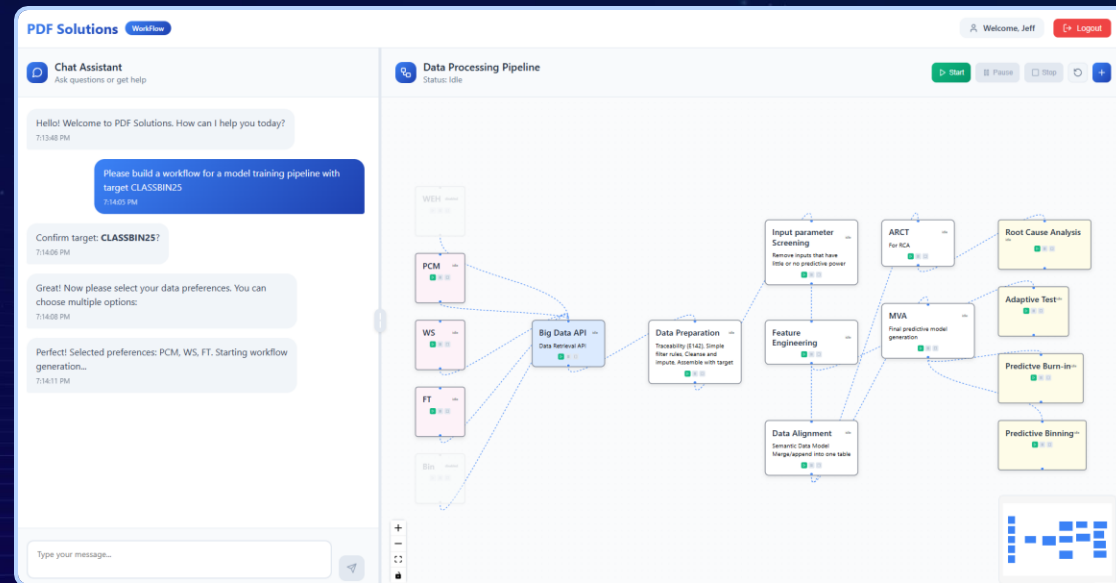 PDF Solutions WorkFlow
Welcome, Jeff
Logout
Chat Assistant
Ask questions or get help
Hello! Welcome to PDF Solutions. How can I help you today?
7:13:48 PM
Please build a workflow for a model training pipeline with
target CLASSBIN25
7:14:05 PM
Confirm target: CLASSBIN25?
7:14:06 PM
Great! Now please select your data preferences. You can
choose multiple options:
7:14:08 PM
Perfect! Selected preferences: PCM, WS, FT. Starting workflow
generation...
7:14:11 PM
Type your message...
Data Processing Pipeline
Status: Idle
Start
Pause
Stop
WEH
PCM
WS
FT
Bin
Big Data API
Data Retrieval API
Data Preparation
Traceability (E142). Simple
filter rules. Cleanse and
Impute. Assemble with target
Input parameter
Screening
Remove inputs that have
little or no predictive power
Feature
Engineering
Data Alignment
Semantic Data Model
Merge/append into one table
ARCT
For RCA
MVA
Final predictive model
generation
Root Cause Analysis
Adaptive Test
Predictve Burn-in
Predictive Binning